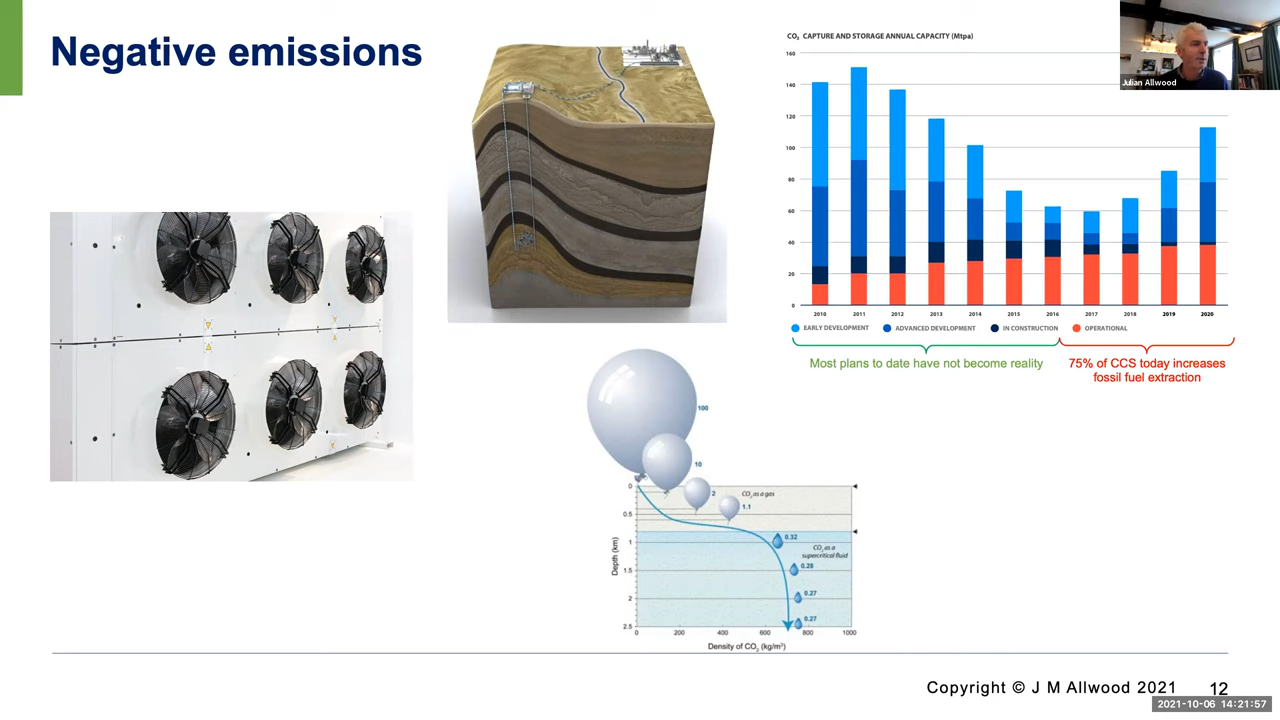 Negative emissions
CO₂ CAPTURE AND STORAGE ANNUAL CAPACITY (Mtpa)
Julian Allwood
160
140
120
100
80
60
40
20
0
2010 2011 2012 2013 2014 2015 2016 2017 2018 2019 2020
EARLY DEVELOPMENT ADVANCED DEVELOPMENT IN CONSTRUCTION OPERATIONAL
Most plans to date have not become reality
75% of CCS today increases
fossil fuel extraction
100
10
2
1.1
CO₂ as a gas
0.32
CO₂ as a
supercritical fluid
0.28
0.27
0.27
Depth (km)
0
0.5
1
1.5
2
2.5
0 200 400 600 800 1000
Density of CO₂ (kg/m³)
Copyright © J M Allwood 2021 12
2021-10-06 14:21:57